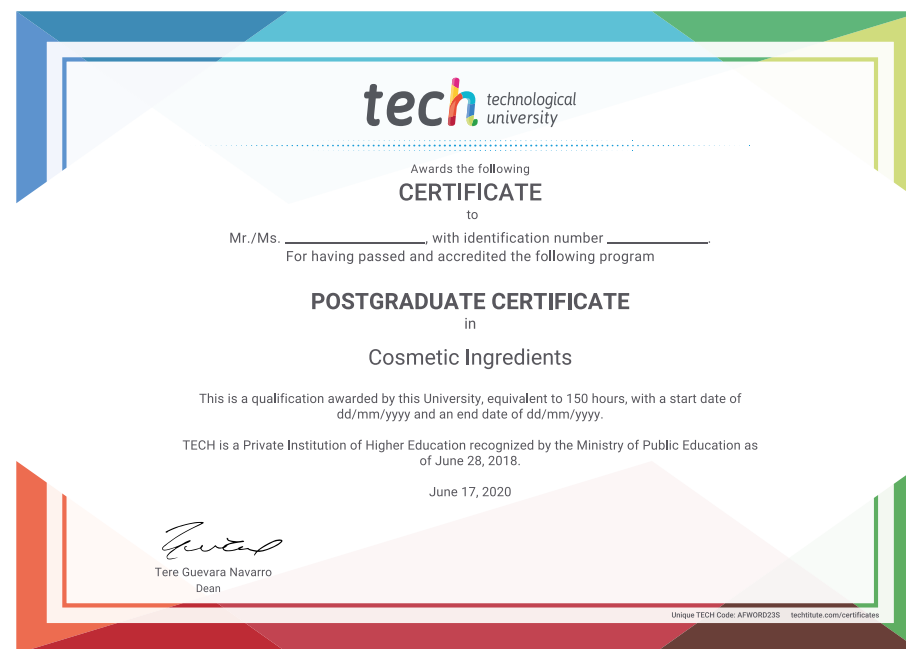 tech technological
university
Awards the following
CERTIFICATE
to
Mr./Ms. ____________________, with identification number ______________.
For having passed and accredited the following program
POSTGRADUATE CERTIFICATE
in
Cosmetic Ingredients
This is a qualification awarded by this University, equivalent to 150 hours, with a start date of
dd/mm/yyyy and an end date of dd/mm/yyyy.
TECH is a Private Institution of Higher Education recognized by the Ministry of Public Education as
of June 28, 2018.
June 17, 2020
Tere Guevara Navarro
Dean
Unique TECH Code: AFWORD23S techtitute.com/certificates